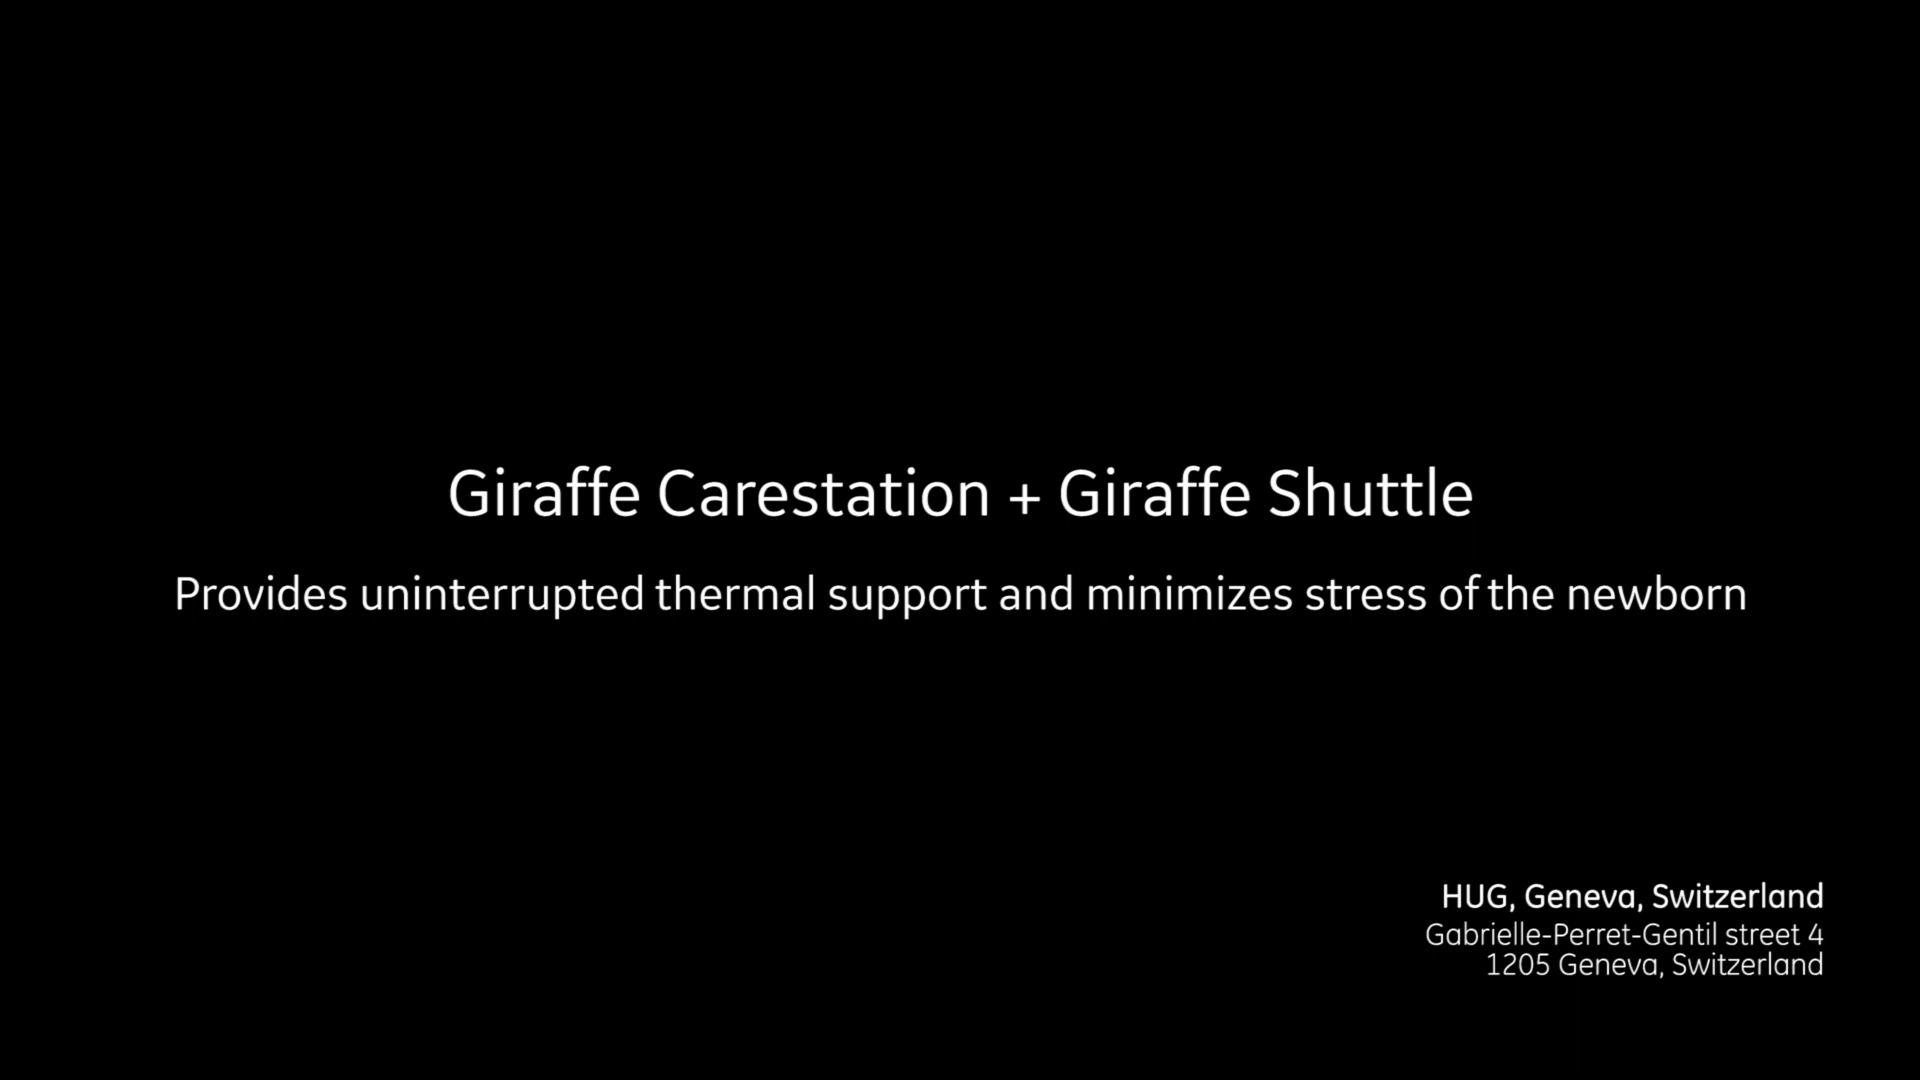 Giraffe Carestation + Giraffe Shuttle
Provides uninterrupted thermal support and minimizes stress of the newborn
HUG, Geneva, Switzerland
Gabrielle-Perret-Gentil street 4
1205 Geneva, Switzerland